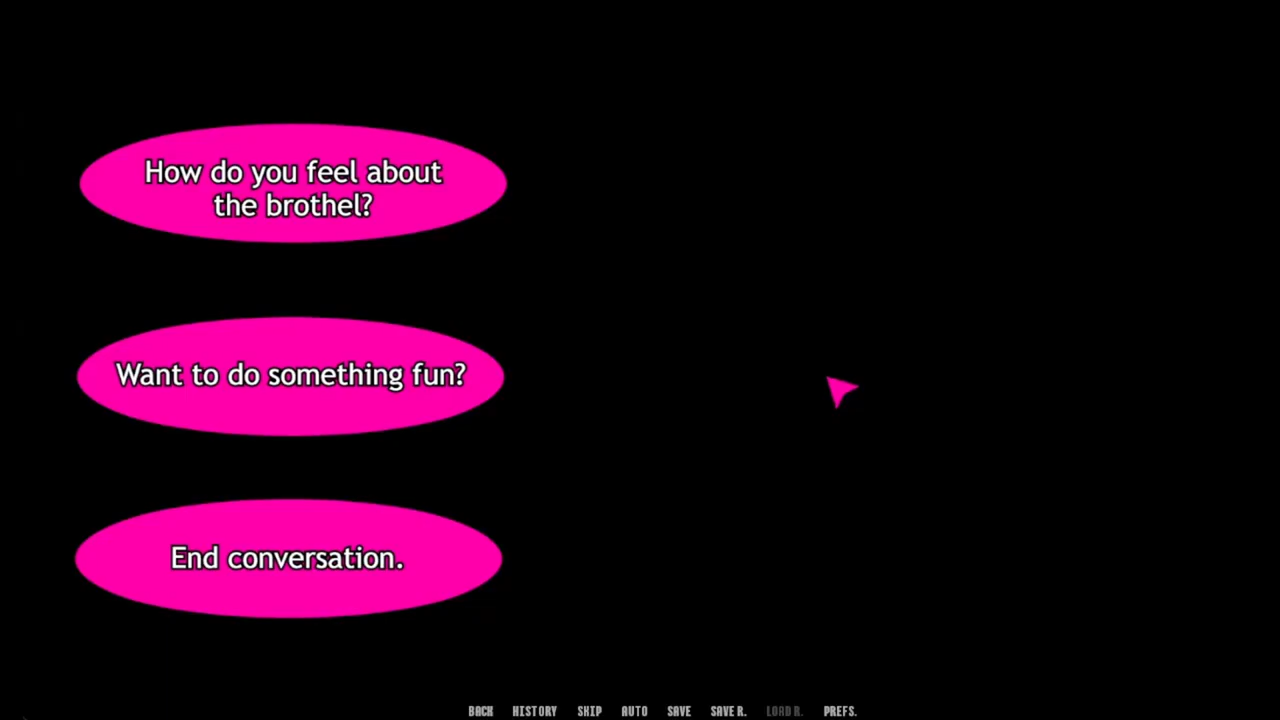 How do you feel about
the brothel?
Want to do something fun?
End conversation.
BACK HISTORY SKIP AUTO SAVE SAVE R. LOAD R. PREFS.